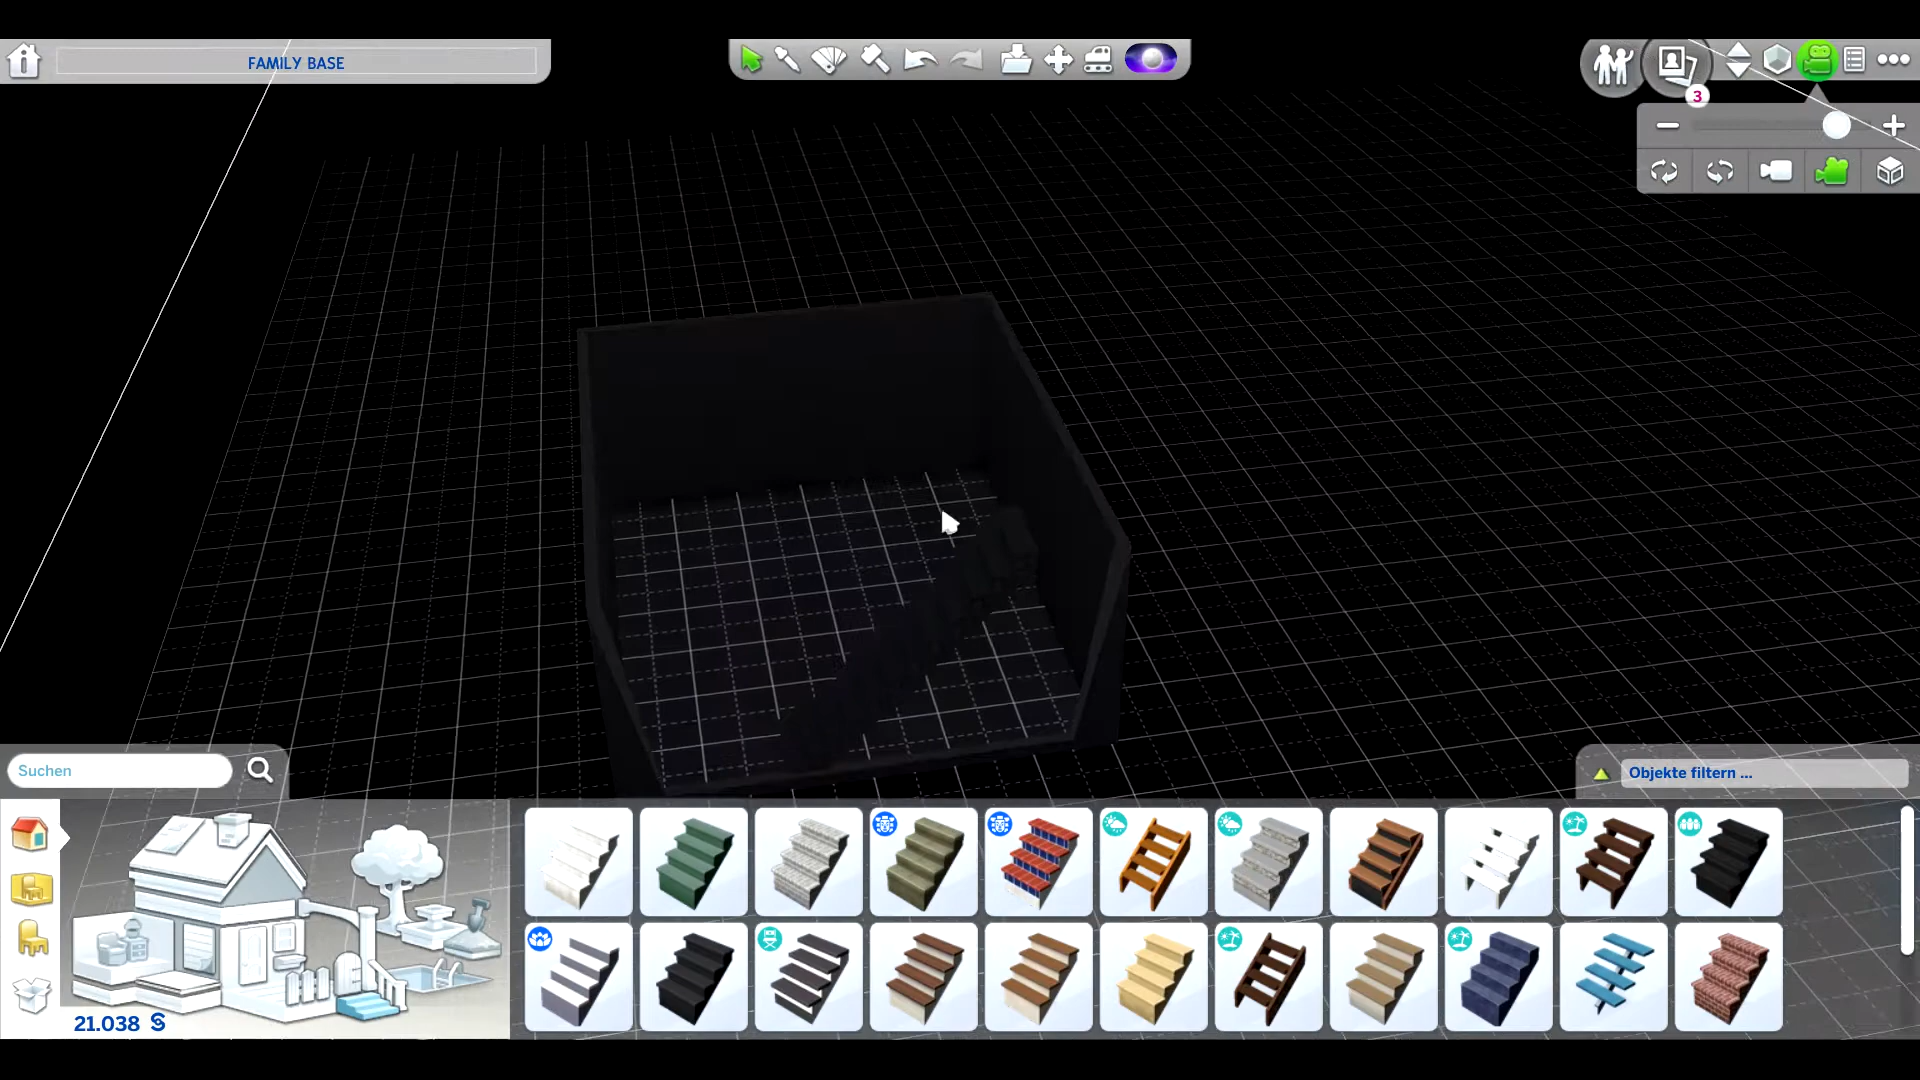 FAMILY BASE
3
Suchen
Objekte filtern ...
21.038 S